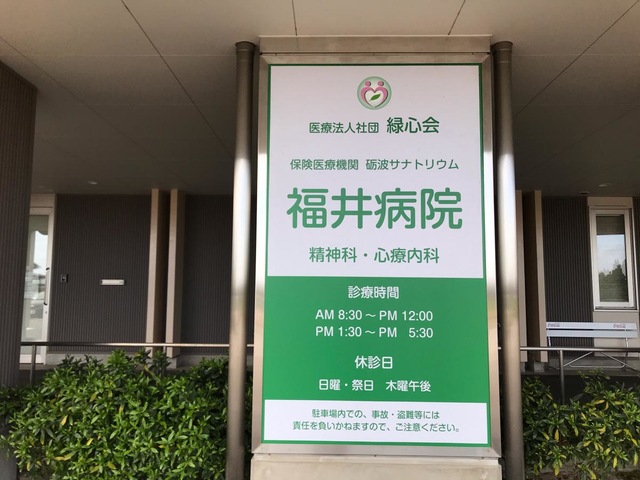 医療法人社団 緑心会
保険医療機関 砺波サナトリウム
福井病院
精神科・心療内科
診療時間
AM 8:30～PM 12:00
PM 1:30～PM 5:30
休診日
日曜・祭日 木曜午後
駐車場内での、事故・盗難等には
責任を負いかねますので、ご注意ください。